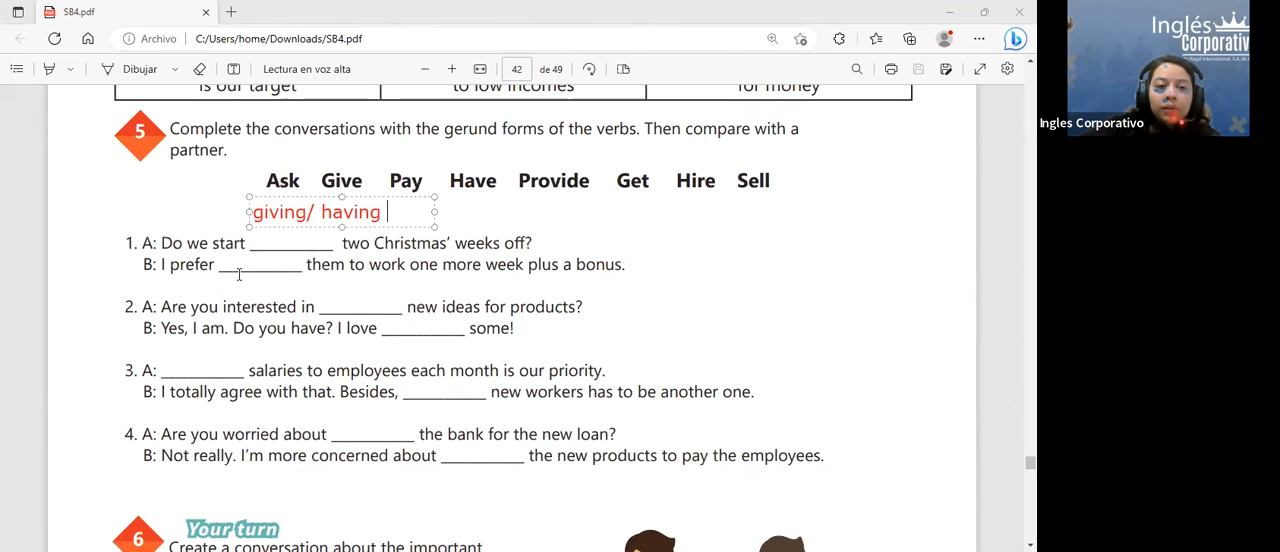 SB4.pdf
Archivo C:/Users/home/Downloads/SB4.pdf
Dibujar Lectura en voz alta 42 de 49
is our target to low incomes for money
5 Complete the conversations with the gerund forms of the verbs. Then compare with a
partner.
Ask Give Pay Have Provide Get Hire Sell
giving/ having
1. A: Do we start __________ two Christmas’ weeks off?
B: I prefer __________ them to work one more week plus a bonus.
2. A: Are you interested in __________ new ideas for products?
B: Yes, I am. Do you have? I love __________ some!
3. A: __________ salaries to employees each month is our priority.
B: I totally agree with that. Besides, __________ new workers has to be another one.
4. A: Are you worried about __________ the bank for the new loan?
B: Not really. I’m more concerned about __________ the new products to pay the employees.
6 Your turn
Create a conversation about the important
Inglés
Corporativo
Ingles Corporativo